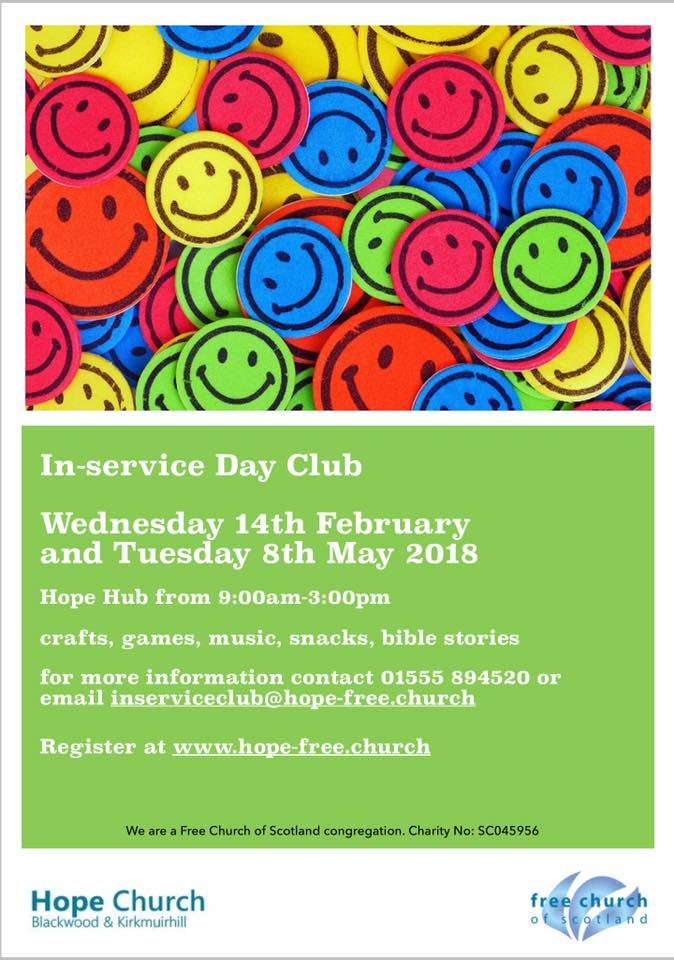 In-service Day Club
Wednesday 14th February
and Tuesday 8th May 2018
Hope Hub from 9:00am-3:00pm
crafts, games, music, snacks, bible stories
for more information contact 01555 894520 or
email inserviceclub@hope-free.church
Register at www.hope-free.church
We are a Free Church of Scotland congregation. Charity No: SC045956
Hope Church
Blackwood & Kirkmuirhill
free church
of scotland